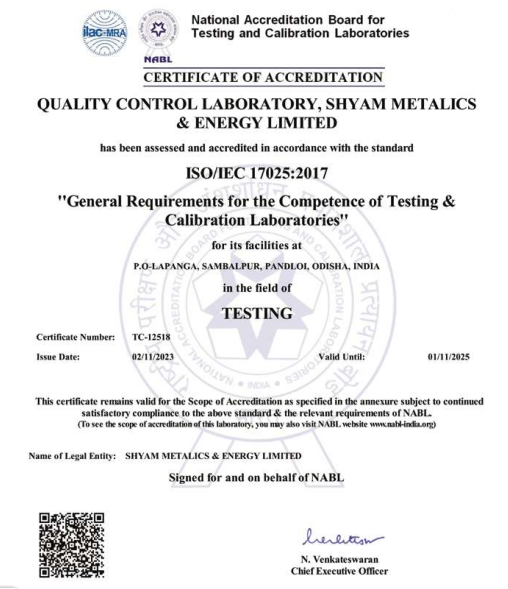 ilac-MRA
NABL
National Accreditation Board for
Testing and Calibration Laboratories
CERTIFICATE OF ACCREDITATION
QUALITY CONTROL LABORATORY, SHYAM METALICS
& ENERGY LIMITED
has been assessed and accredited in accordance with the standard
ISO/IEC 17025:2017
"General Requirements for the Competence of Testing &
Calibration Laboratories"
for its facilities at
P.O-LAPANGA, SAMBALPUR, PANDLOI, ODISHA, INDIA
in the field of
TESTING
Certificate Number: TC-12518
Issue Date: 02/11/2023 Valid Until: 01/11/2025
This certificate remains valid for the Scope of Accreditation as specified in the annexure subject to continued
satisfactory compliance to the above standard & the relevant requirements of NABL.
(To see the scope of accreditation of this laboratory, you may also visit NABL website www.nabl-india.org)
Name of Legal Entity: SHYAM METALICS & ENERGY LIMITED
Signed for and on behalf of NABL
N. Venkateswaran
Chief Executive Officer